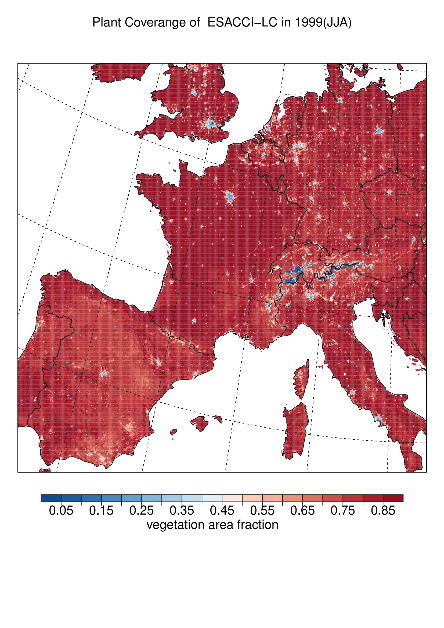 Plant Coverange of  ESACCI-LC in 1999(JJA)
0.05 0.15 0.25 0.35 0.45 0.55 0.65 0.75 0.85
vegetation area fraction